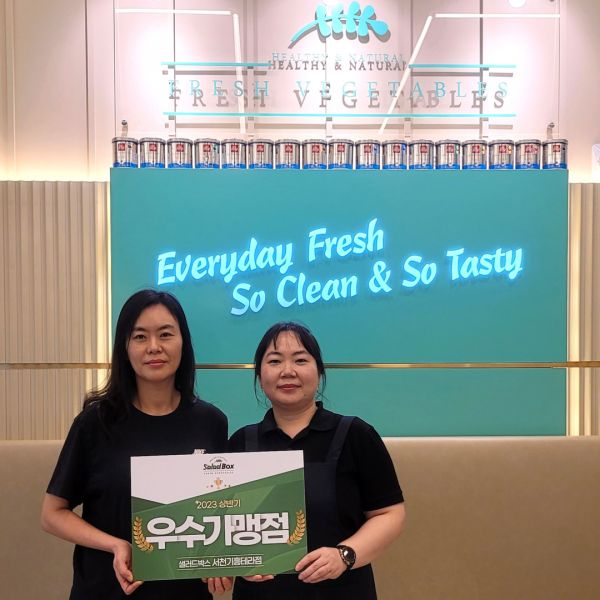 HEALTHY & NATURAL
FRESH VEGETABLES
Everyday Fresh
So Clean & So Tasty
Salad Box
2023 상반기
우수가맹점
샐러드박스 서천기흥테라점